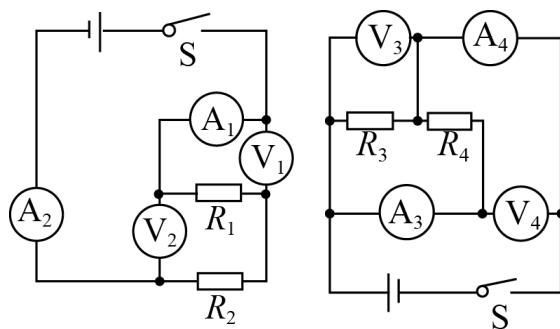 S
A₁
V₁
A₂
R₁
V₂
R₂
V₃
A₄
R₃
R₄
A₃
V₄
S